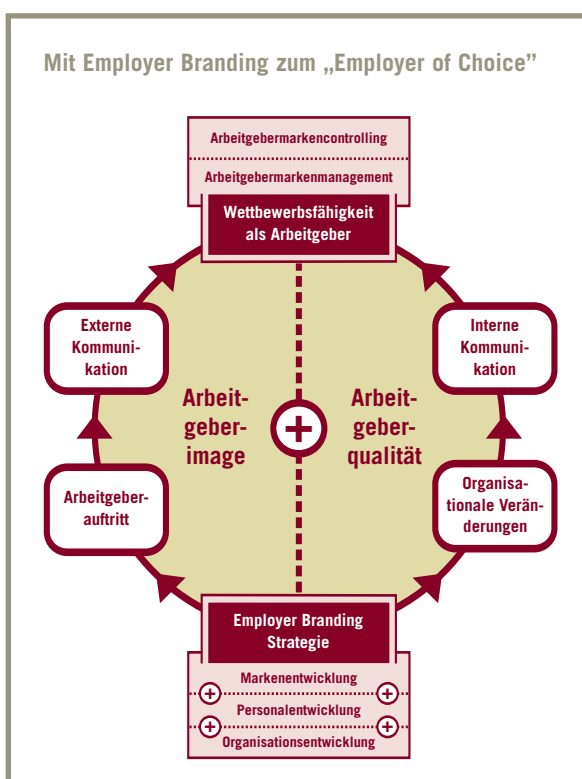 Mit Employer Branding zum „Employer of Choice”
Arbeitgebermarkencontrolling
Arbeitgebermarkenmanagement
Wettbewerbsfähigkeit
als Arbeitgeber
Externe
Kommuni-
kation
Interne
Kommuni-
kation
Arbeit-
geber-
image
+
Arbeit-
geber-
qualität
Arbeitgeber-
auftritt
Organisa-
tionale Verän-
derungen
Employer Branding
Strategie
Markenentwicklung
+ +
Personalentwicklung
+ +
Organisationsentwicklung